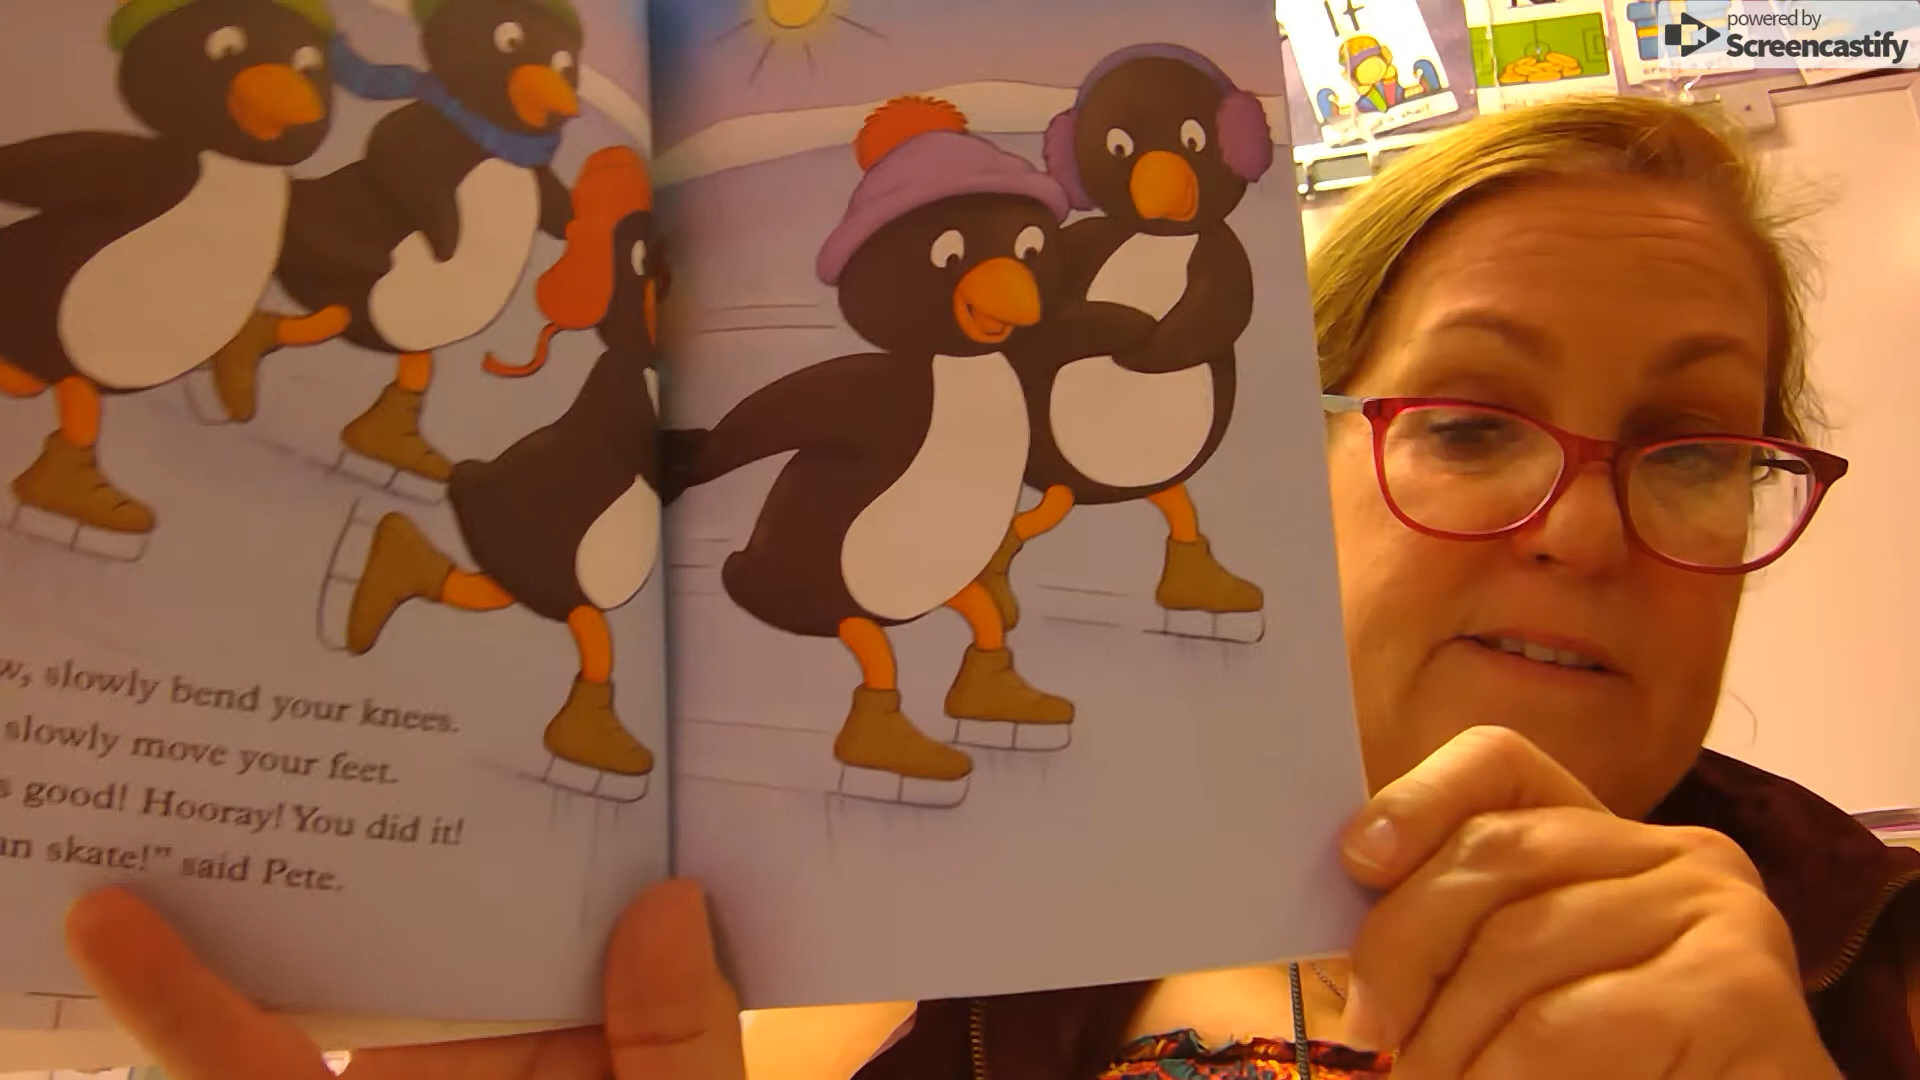 powered by
Screencastify
It
slowly bend your knees.
slowly move your feet.
good! Hooray! You did it!
skate!" said Pete.